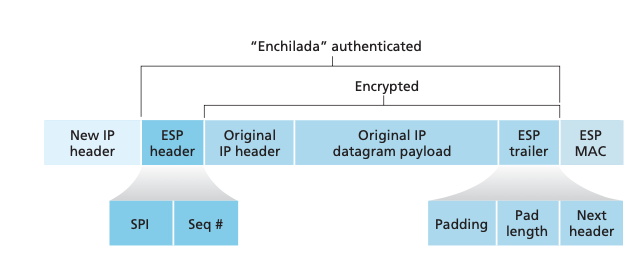 “Enchilada” authenticated
Encrypted
New IP
header
ESP
header
Original
IP header
Original IP
datagram payload
ESP
trailer
ESP
MAC
SPI
Seq #
Padding
Pad
length
Next
header